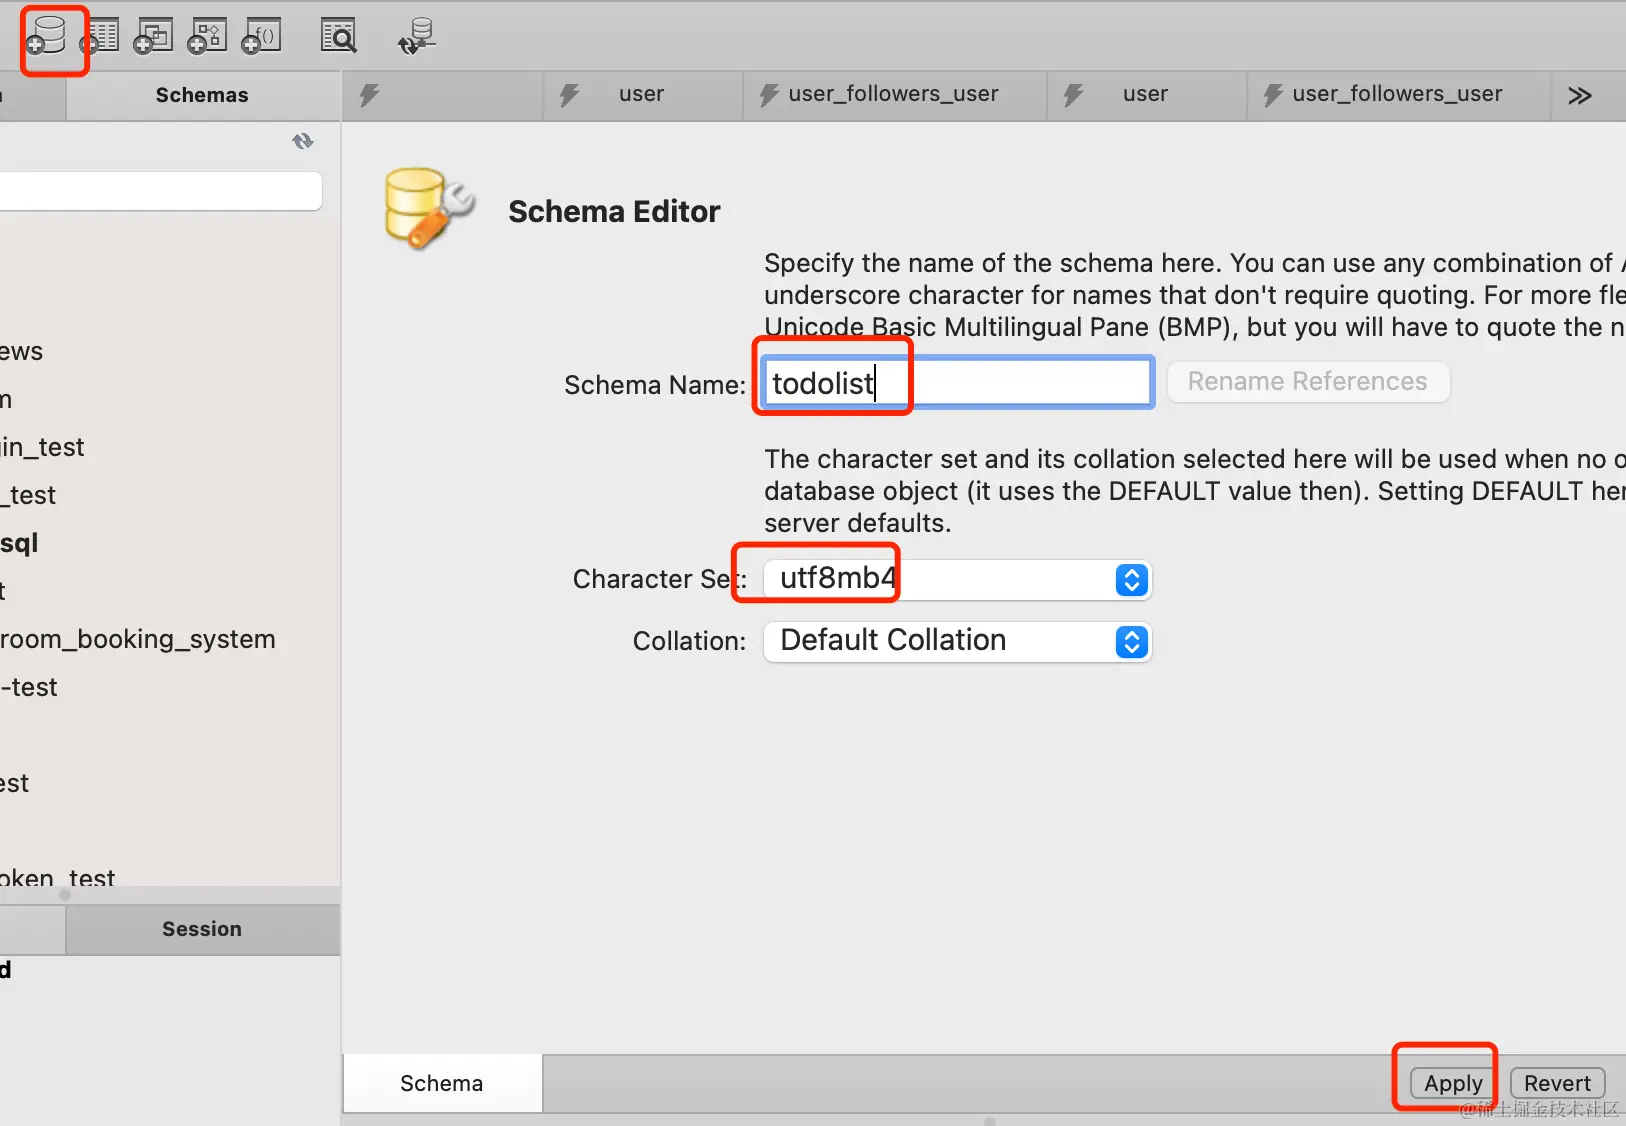 f()
Schemas
user
user_followers_user
user
user_followers_user
Schema Editor
Specify the name of the schema here. You can use any combination of
underscore character for names that don't require quoting. For more fle
Unicode Basic Multilingual Pane (BMP), but you will have to quote the n
Schema Name: todolist
Rename References
The character set and its collation selected here will be used when no o
database object (it uses the DEFAULT value then). Setting DEFAULT her
server defaults.
Character Set: utf8mb4
Collation: Default Collation
ews
m
in_test
_test
sql
t
room_booking_system
-test
est
oken_test
Session
d
Schema
Apply
Revert
@稀土掘金技术社区